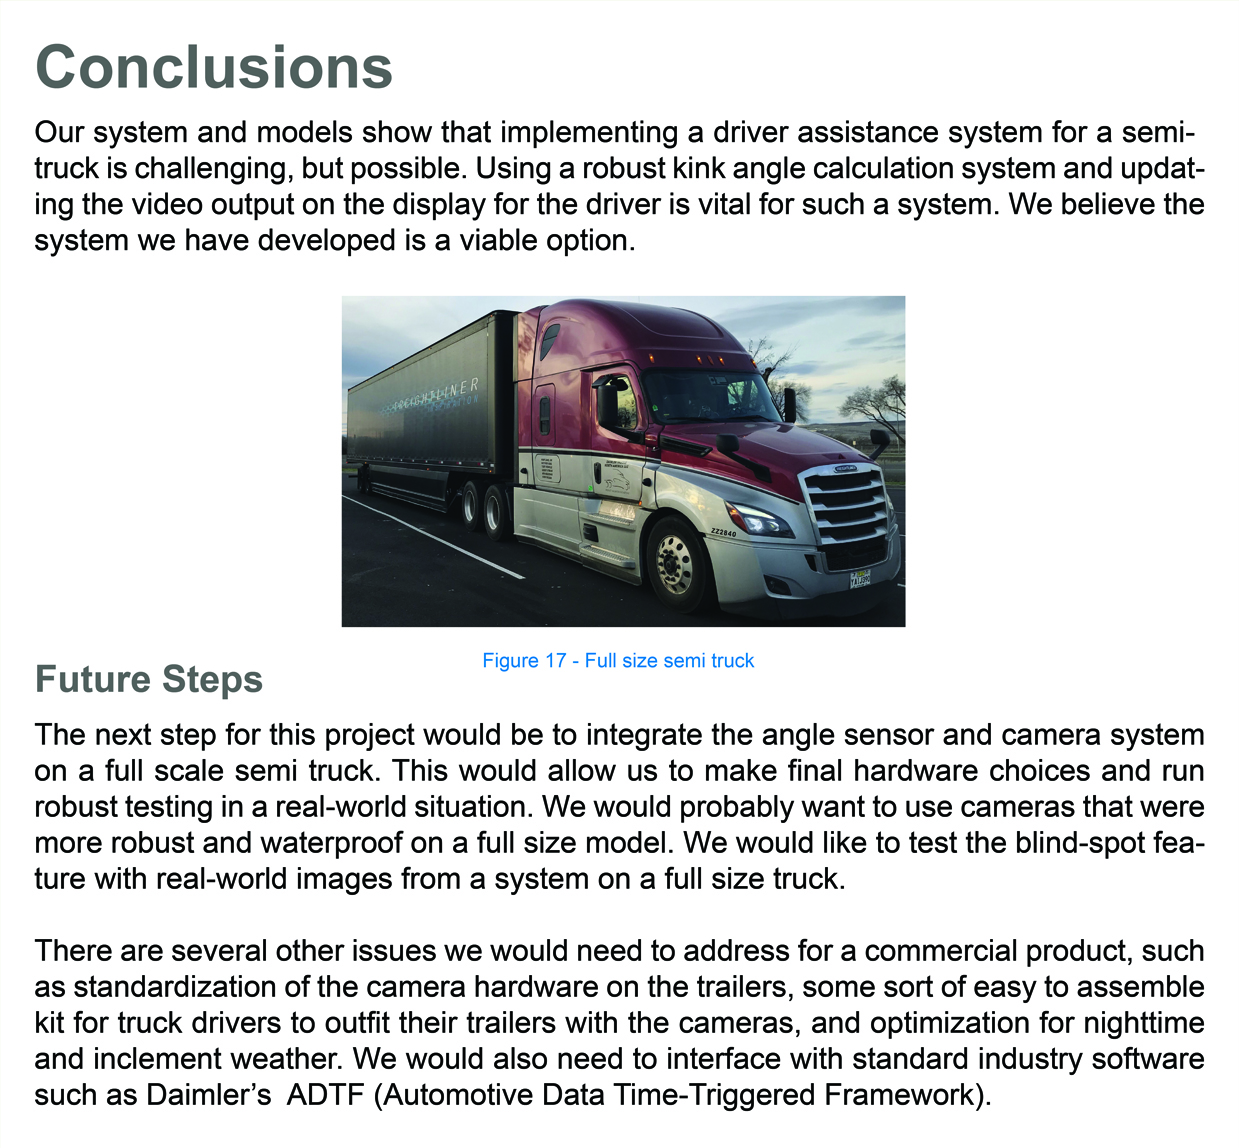 Conclusions
Our system and models show that implementing a driver assistance system for a semi-
truck is challenging, but possible. Using a robust kink angle calculation system and updat-
ing the video output on the display for the driver is vital for such a system. We believe the
system we have developed is a viable option.
FREIGHTLINER
ZZ2840
Figure 17 - Full size semi truck
Future Steps
The next step for this project would be to integrate the angle sensor and camera system
on a full scale semi truck. This would allow us to make final hardware choices and run
robust testing in a real-world situation. We would probably want to use cameras that were
more robust and waterproof on a full size model. We would like to test the blind-spot fea-
ture with real-world images from a system on a full size truck.
There are several other issues we would need to address for a commercial product, such
as standardization of the camera hardware on the trailers, some sort of easy to assemble
kit for truck drivers to outfit their trailers with the cameras, and optimization for nighttime
and inclement weather. We would also need to interface with standard industry software
such as Daimler’s  ADTF (Automotive Data Time-Triggered Framework).